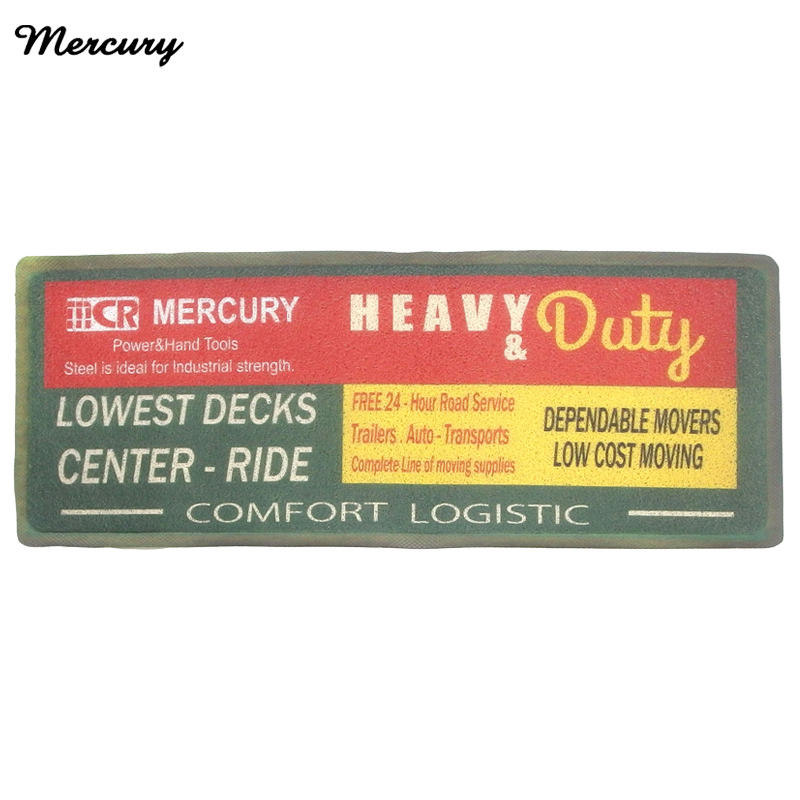 Mercury
MCR MERCURY
Power&Hand Tools
Steel is ideal for Industrial strength.
HEAVY
& Duty
LOWEST DECKS
CENTER - RIDE
FREE 24 - Hour Road Service
Trailers . Auto - Transports
Complete Line of moving supplies
DEPENDABLE MOVERS
LOW COST MOVING
COMFORT LOGISTIC